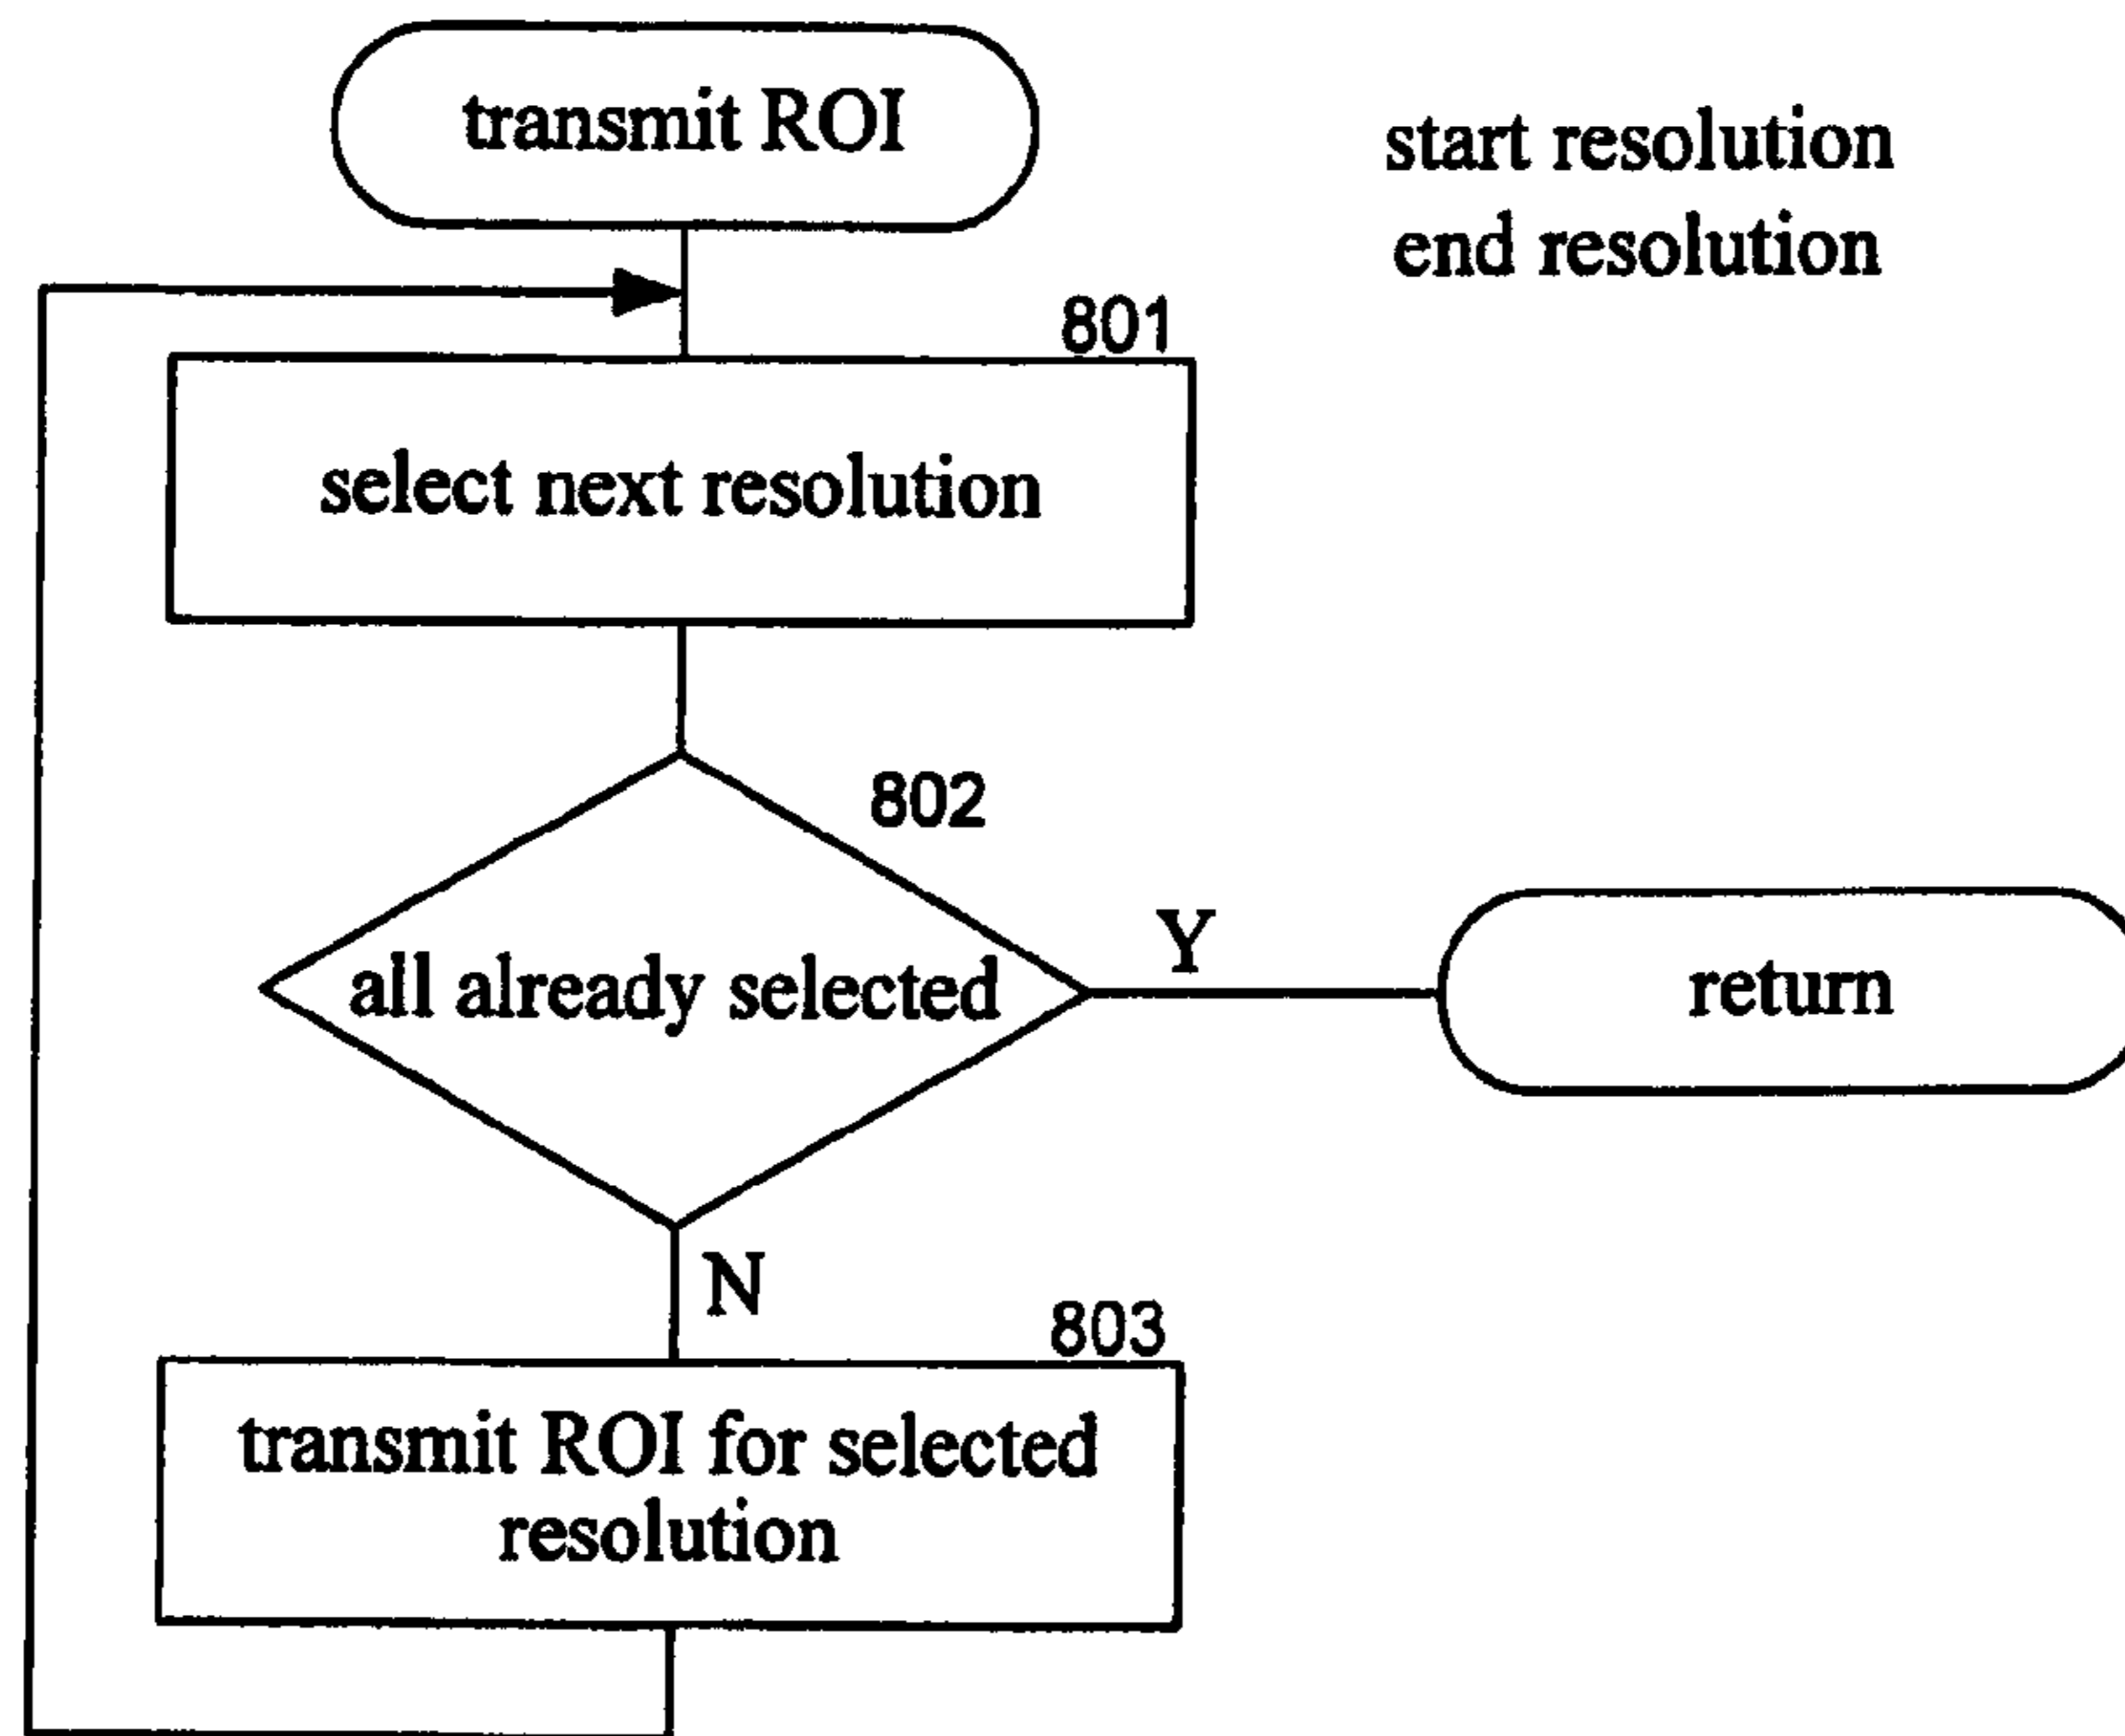 transmit ROI
start resolution
end resolution
801
select next resolution
802
all already selected
Y
return
N
803
transmit ROI for selected
resolution